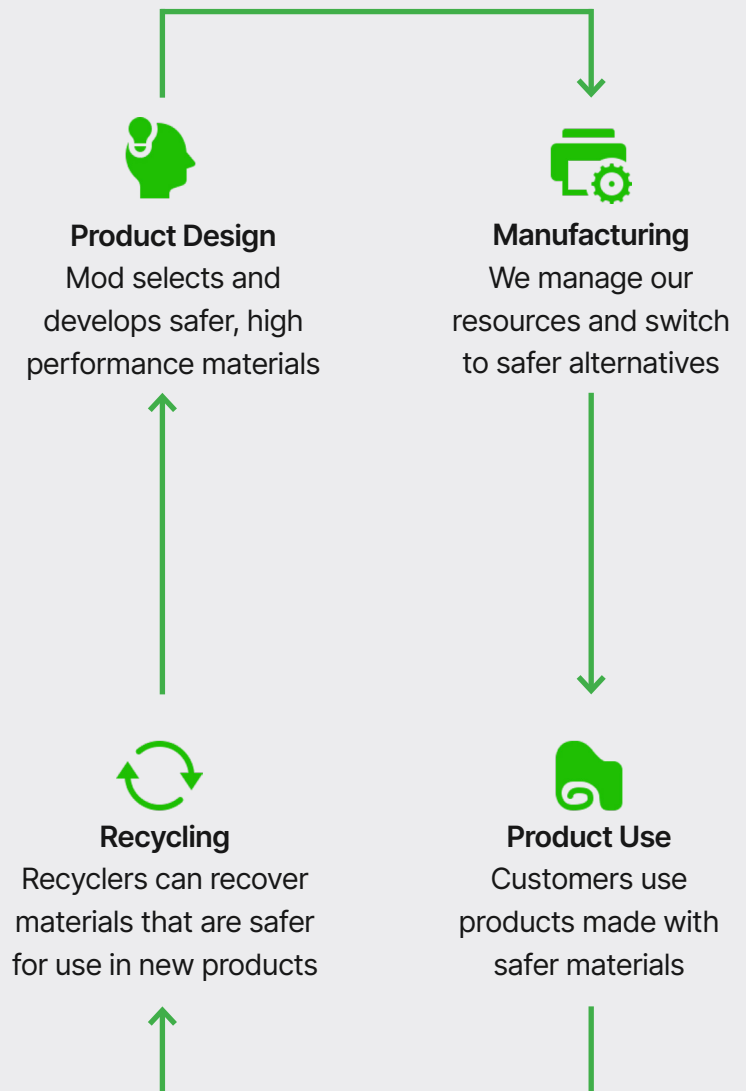 Product Design
Mod selects and
develops safer, high
performance materials
Manufacturing
We manage our
resources and switch
to safer alternatives
Recycling
Recyclers can recover
materials that are safer
for use in new products
Product Use
Customers use
products made with
safer materials